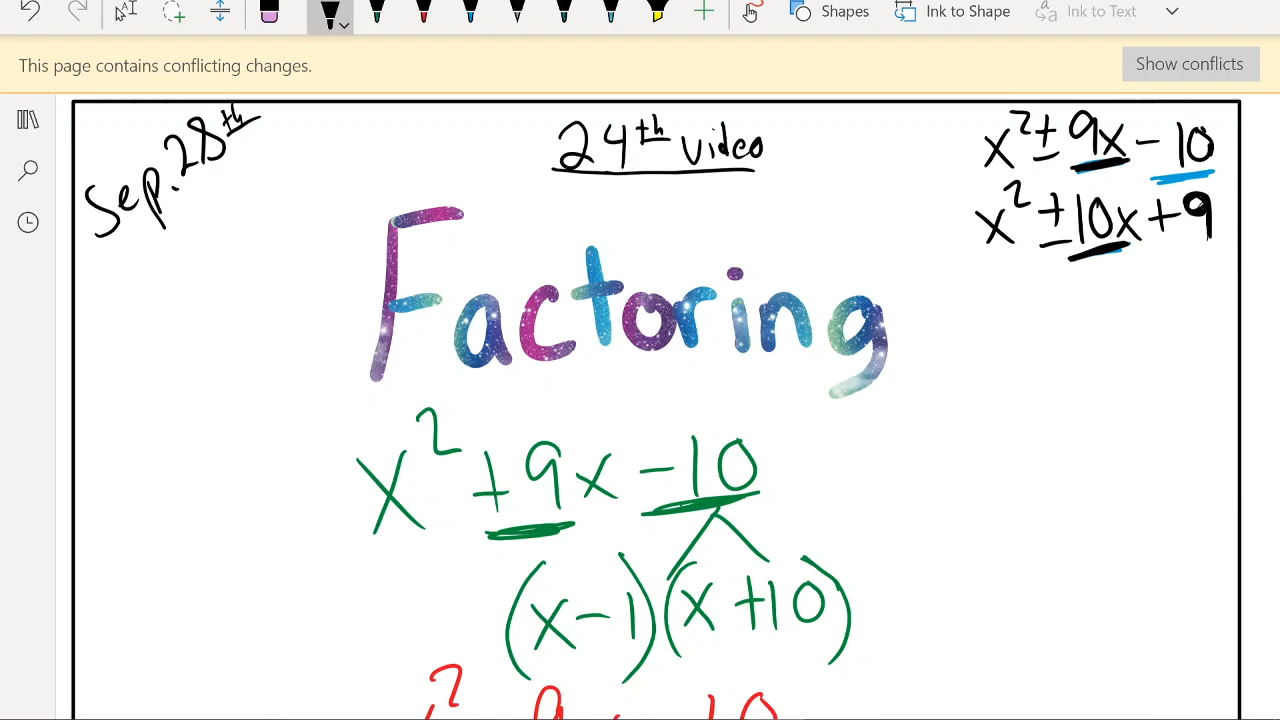 Shapes Ink to Shape Ink to Text
This page contains conflicting changes. Show conflicts
Sep. 28th
24th video
x² ± 9x - 10
x² ± 10x + 9
Factoring
x² + 9x - 10
(x - 1)(x + 10)